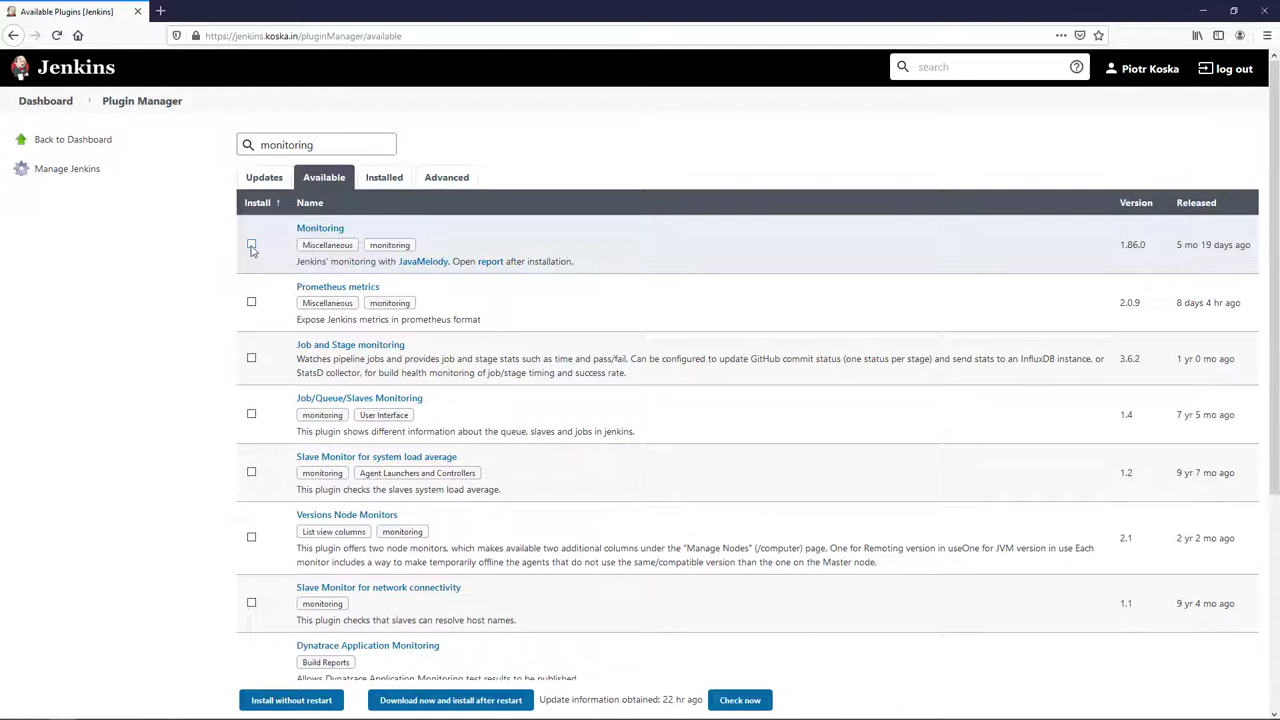 Available Plugins [Jenkins]
https://jenkins.koska.in/pluginManager/available
Jenkins
search
Piotr Koska
log out
Dashboard
Plugin Manager
Back to Dashboard
Manage Jenkins
monitoring
Updates
Available
Installed
Advanced
Install ↑
Name
Version
Released
Monitoring
Miscellaneous
monitoring
Jenkins' monitoring with JavaMelody. Open report after installation.
1.86.0
5 mo 19 days ago
Prometheus metrics
Miscellaneous
monitoring
Expose Jenkins metrics in prometheus format
2.0.9
8 days 4 hr ago
Job and Stage monitoring
Watches pipeline jobs and provides job and stage stats such as time and pass/fail. Can be configured to update GitHub commit status (one status per stage) and send stats to an InfluxDB instance, or
StatsD collector, for build health monitoring of job/stage timing and success rate.
3.6.2
1 yr 0 mo ago
Job/Queue/Slaves Monitoring
monitoring
User Interface
This plugin shows different information about the queue, slaves and jobs in jenkins.
1.4
7 yr 5 mo ago
Slave Monitor for system load average
monitoring
Agent Launchers and Controllers
This plugin checks the slaves system load average.
1.2
9 yr 7 mo ago
Versions Node Monitors
List view columns
monitoring
This plugin offers two node monitors, which makes available two additional columns under the "Manage Nodes" (/computer) page. One for Remoting version in useOne for JVM version in use Each
monitor includes a way to make temporarily offline the agents that do not use the same/compatible version than the one on the Master node.
2.1
2 yr 2 mo ago
Slave Monitor for network connectivity
monitoring
This plugin checks that slaves can resolve host names.
1.1
9 yr 4 mo ago
Dynatrace Application Monitoring
Build Reports
Allows Dynatrace Application Monitoring test results to be published.
Install without restart
Download now and install after restart
Update information obtained: 22 hr ago
Check now